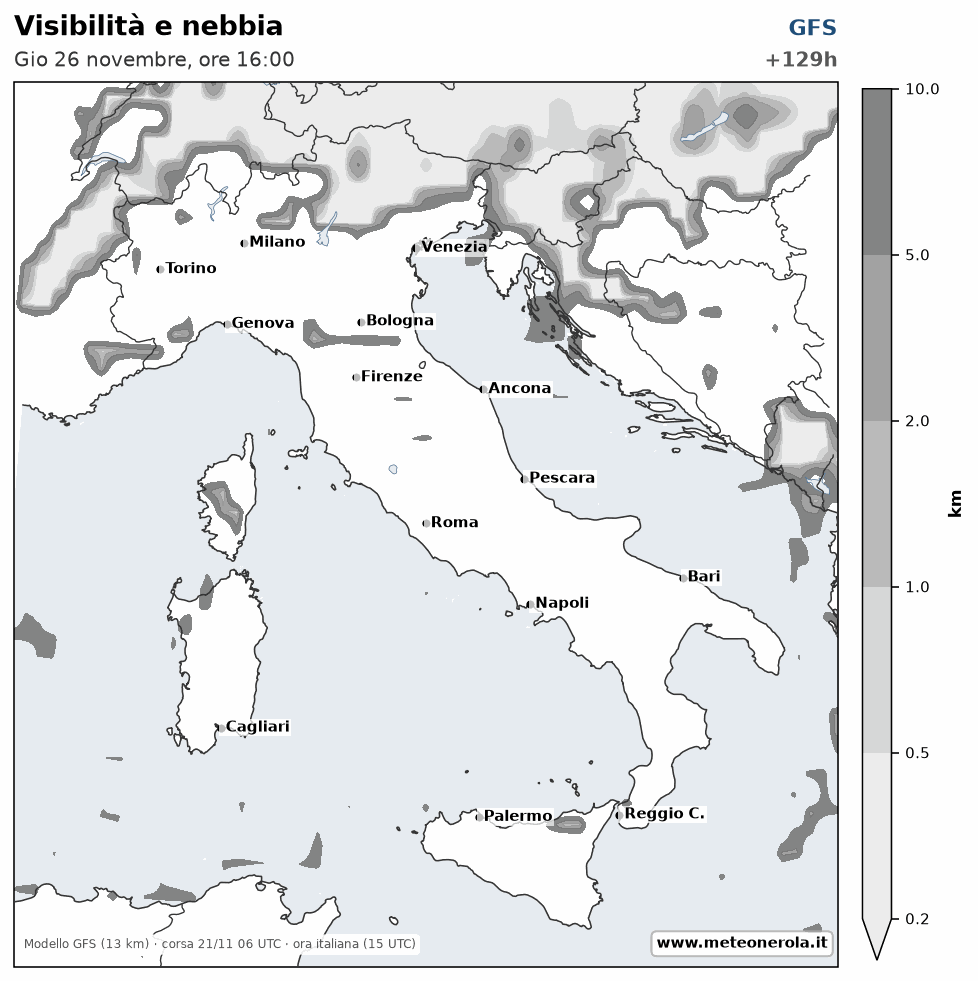 Visibilità e nebbia
GFS
Gio 26 novembre, ore 16:00
+129h
10.0
5.0
2.0
1.0
0.5
0.2
km
Milano
Venezia
Torino
Genova
Bologna
Firenze
Ancona
Pescara
Roma
Bari
Napoli
Cagliari
Palermo
Reggio C.
Modello GFS (13 km) · corsa 21/11 06 UTC · ora italiana (15 UTC)
www.meteonerola.it